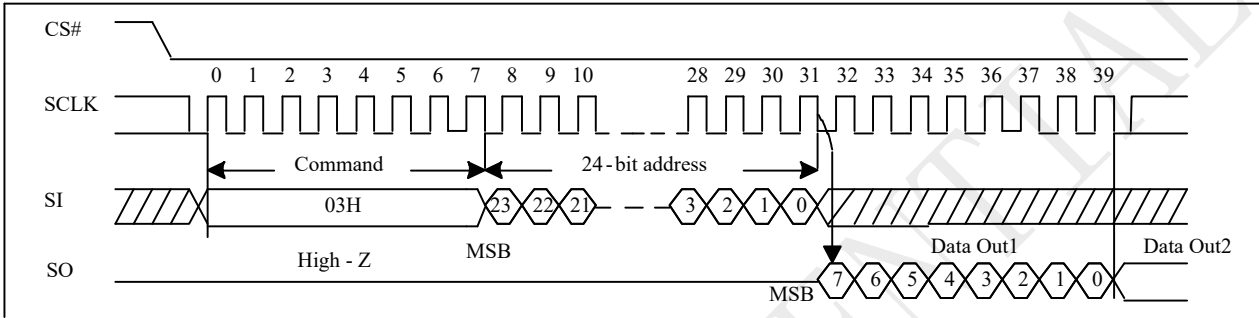 CS#
0 1 2 3 4 5 6 7 8 9 10 28 29 30 31 32 33 34 35 36 37 38 39
SCLK
Command 24-bit address
SI 03H 23 22 21 3 2 1 0
High - Z MSB Data Out1 Data Out2
SO 7 6 5 4 3 2 1 0
MSB